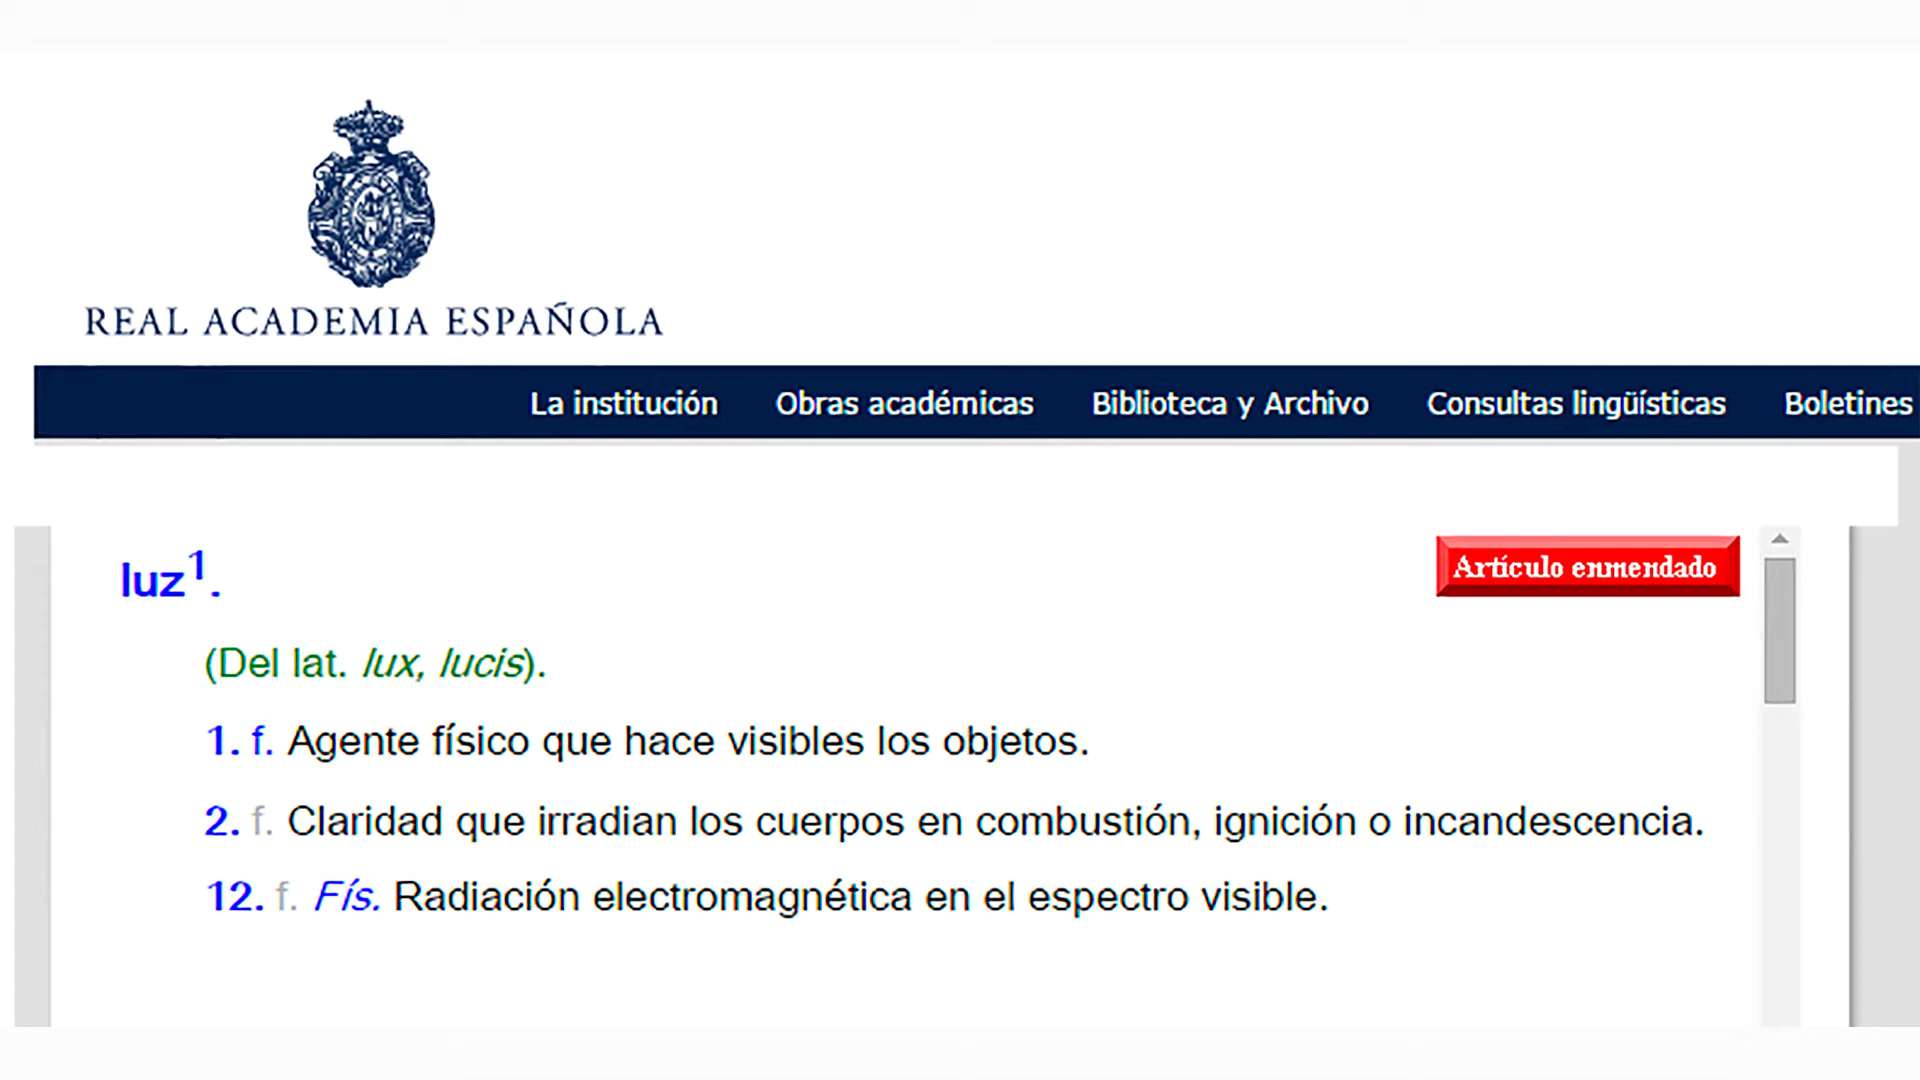 REAL ACADEMIA ESPAÑOLA
La institución Obras académicas Biblioteca y Archivo Consultas lingüísticas Boletines
luz¹.
Artículo enmendado
(Del lat. lux, lucis).
1. f. Agente físico que hace visibles los objetos.
2. f. Claridad que irradian los cuerpos en combustión, ignición o incandescencia.
12. f. Fís. Radiación electromagnética en el espectro visible.